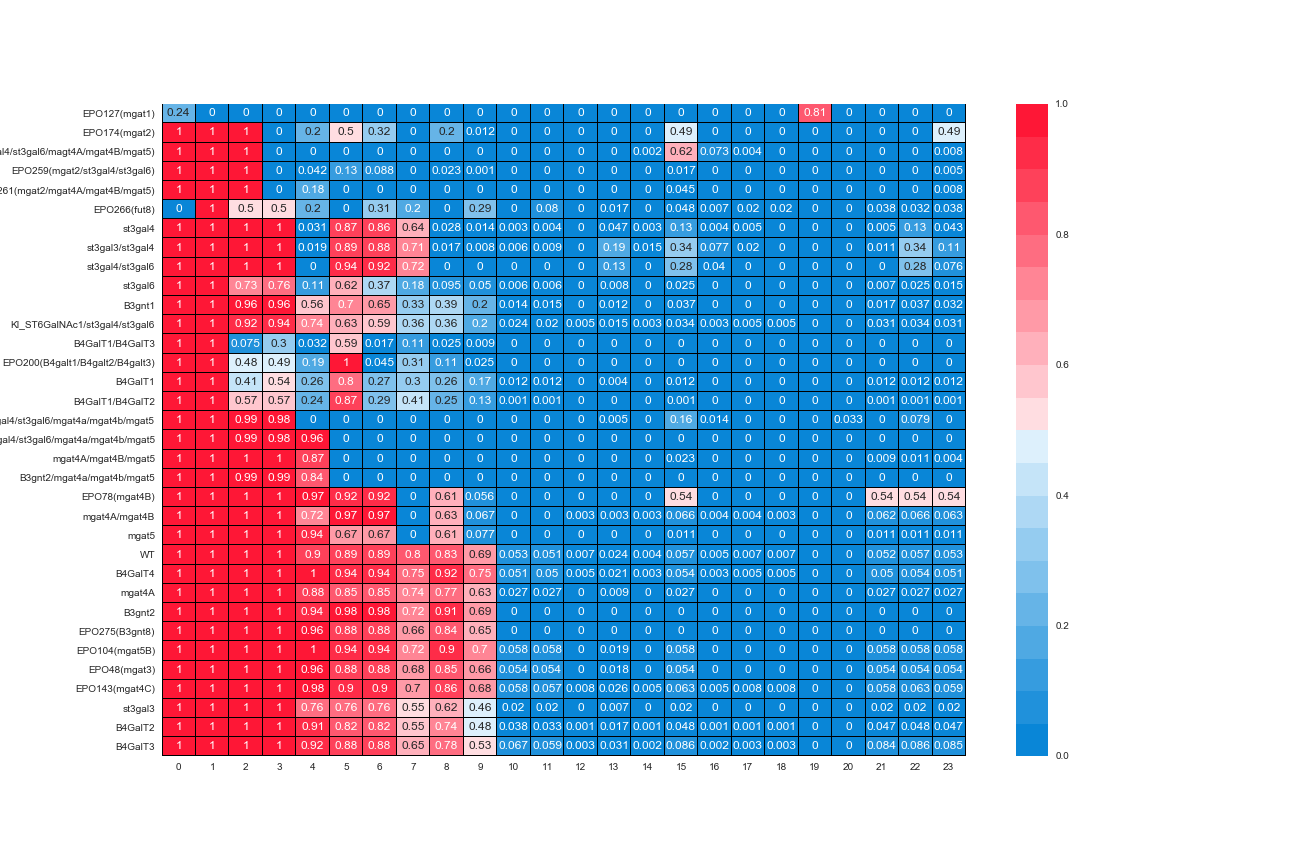 EPO127(mgat1) 0.24 0 0 0 0 0 0 0 0 0 0 0 0 0 0 0 0 0 0 0.81 0 0 0 0 1.0
EPO174(mgat2) 1 1 1 0 0.2 0.5 0.32 0 0.2 0.012 0 0 0 0 0 0.49 0 0 0 0 0 0 0 0.49
al4/st3gal6/magt4A/mgat4B/mgat5) 1 1 1 0 0 0 0 0 0 0 0 0 0 0 0.002 0.62 0.073 0.004 0 0 0 0 0 0.008
EPO259(mgat2/st3gal4/st3gal6) 1 1 1 0 0.042 0.13 0.088 0 0.023 0.001 0 0 0 0 0 0.017 0 0 0 0 0 0 0 0.005
261(mgat2/mgat4A/mgat4B/mgat5) 1 1 1 0 0.18 0 0 0 0 0 0 0 0 0 0 0.045 0 0 0 0 0 0 0 0.008
EPO266(fut8) 0 1 0.5 0.5 0.2 0 0.31 0.2 0 0.29 0 0.08 0 0.017 0 0.048 0.007 0.02 0.02 0 0 0.038 0.032 0.038
st3gal4 1 1 1 1 0.031 0.87 0.86 0.64 0.028 0.014 0.003 0.004 0 0.047 0.003 0.13 0.004 0.005 0 0 0 0.005 0.13 0.043
0.8
st3gal3/st3gal4 1 1 1 1 0.019 0.89 0.88 0.71 0.017 0.008 0.006 0.009 0 0.19 0.015 0.34 0.077 0.02 0 0 0 0.011 0.34 0.11
st3gal4/st3gal6 1 1 1 1 0 0.94 0.92 0.72 0 0 0 0 0 0.13 0 0.28 0.04 0 0 0 0 0 0.28 0.076
st3gal6 1 1 0.73 0.76 0.11 0.62 0.37 0.18 0.095 0.05 0.006 0.006 0 0.008 0 0.025 0 0 0 0 0 0.007 0.025 0.015
B3gnt1 1 1 0.96 0.96 0.56 0.7 0.65 0.33 0.39 0.2 0.014 0.015 0 0.012 0 0.037 0 0 0 0 0 0.017 0.037 0.032
KI_ST6GalNAc1/st3gal4/st3gal6 1 1 0.92 0.94 0.74 0.63 0.59 0.36 0.36 0.2 0.024 0.02 0.005 0.015 0.003 0.034 0.003 0.005 0.005 0 0 0.031 0.034 0.031
B4GalT1/B4GalT3 1 1 0.075 0.3 0.032 0.59 0.017 0.11 0.025 0.009 0 0 0 0 0 0 0 0 0 0 0 0 0 0
EPO200(B4galt1/B4galt2/B4galt3) 1 1 0.48 0.49 0.19 1 0.045 0.31 0.11 0.025 0 0 0 0 0 0 0 0 0 0 0 0 0 0
0.6
B4GalT1 1 1 0.41 0.54 0.26 0.8 0.27 0.3 0.26 0.17 0.012 0.012 0 0.004 0 0.012 0 0 0 0 0 0.012 0.012 0.012
B4GalT1/B4GalT2 1 1 0.57 0.57 0.24 0.87 0.29 0.41 0.25 0.13 0.001 0.001 0 0 0 0.001 0 0 0 0 0 0.001 0.001 0.001
gal4/st3gal6/mgat4a/mgat4b/mgat5 1 1 0.99 0.98 0 0 0 0 0 0 0 0 0 0.005 0 0.16 0.014 0 0 0 0.033 0 0.079 0
gal4/st3gal6/mgat4a/mgat4b/mgat5 1 1 0.99 0.98 0.96 0 0 0 0 0 0 0 0 0 0 0 0 0 0 0 0 0 0 0
mgat4A/mgat4B/mgat5 1 1 1 1 0.87 0 0 0 0 0 0 0 0 0 0 0.023 0 0 0 0 0 0.009 0.011 0.004
B3gnt2/mgat4a/mgat4b/mgat5 1 1 0.99 0.99 0.84 0 0 0 0 0 0 0 0 0 0 0 0 0 0 0 0 0 0 0
EPO78(mgat4B) 1 1 1 1 0.97 0.92 0.92 0 0.61 0.056 0 0 0 0 0 0.54 0 0 0 0 0 0.54 0.54 0.54 0.4
mgat4A/mgat4B 1 1 1 1 0.72 0.97 0.97 0 0.63 0.067 0 0 0.003 0.003 0.003 0.066 0.004 0.004 0.003 0 0 0.062 0.066 0.063
mgat5 1 1 1 1 0.94 0.67 0.67 0 0.61 0.077 0 0 0 0 0 0.011 0 0 0 0 0 0.011 0.011 0.011
WT 1 1 1 1 0.9 0.89 0.89 0.8 0.83 0.69 0.053 0.051 0.007 0.024 0.004 0.057 0.005 0.007 0.007 0 0 0.052 0.057 0.053
B4GalT4 1 1 1 1 1 0.94 0.94 0.75 0.92 0.75 0.051 0.05 0.005 0.021 0.003 0.054 0.003 0.005 0.005 0 0 0.05 0.054 0.051
mgat4A 1 1 1 1 0.88 0.85 0.85 0.74 0.77 0.63 0.027 0.027 0 0.009 0 0.027 0 0 0 0 0 0.027 0.027 0.027
B3gnt2 1 1 1 1 0.94 0.98 0.98 0.72 0.91 0.69 0 0 0 0 0 0 0 0 0 0 0 0 0 0
EPO275(B3gnt8) 1 1 1 1 0.96 0.88 0.88 0.66 0.84 0.65 0 0 0 0 0 0 0 0 0 0 0 0 0 0 0.2
EPO104(mgat5B) 1 1 1 1 1 0.94 0.94 0.72 0.9 0.7 0.058 0.058 0 0.019 0 0.058 0 0 0 0 0 0.058 0.058 0.058
EPO48(mgat3) 1 1 1 1 0.96 0.88 0.88 0.68 0.85 0.66 0.054 0.054 0 0.018 0 0.054 0 0 0 0 0 0.054 0.054 0.054
EPO143(mgat4C) 1 1 1 1 0.98 0.9 0.9 0.7 0.86 0.68 0.058 0.057 0.008 0.026 0.005 0.063 0.005 0.008 0.008 0 0 0.058 0.063 0.059
st3gal3 1 1 1 1 0.76 0.76 0.76 0.55 0.62 0.46 0.02 0.02 0 0.007 0 0.02 0 0 0 0 0 0.02 0.02 0.02
B4GalT2 1 1 1 1 0.91 0.82 0.82 0.55 0.74 0.48 0.038 0.033 0.001 0.017 0.001 0.048 0.001 0.001 0.001 0 0 0.047 0.048 0.047
B4GalT3 1 1 1 1 0.92 0.88 0.88 0.65 0.78 0.53 0.067 0.059 0.003 0.031 0.002 0.086 0.002 0.003 0.003 0 0 0.084 0.086 0.085
0.0
0 1 2 3 4 5 6 7 8 9 10 11 12 13 14 15 16 17 18 19 20 21 22 23